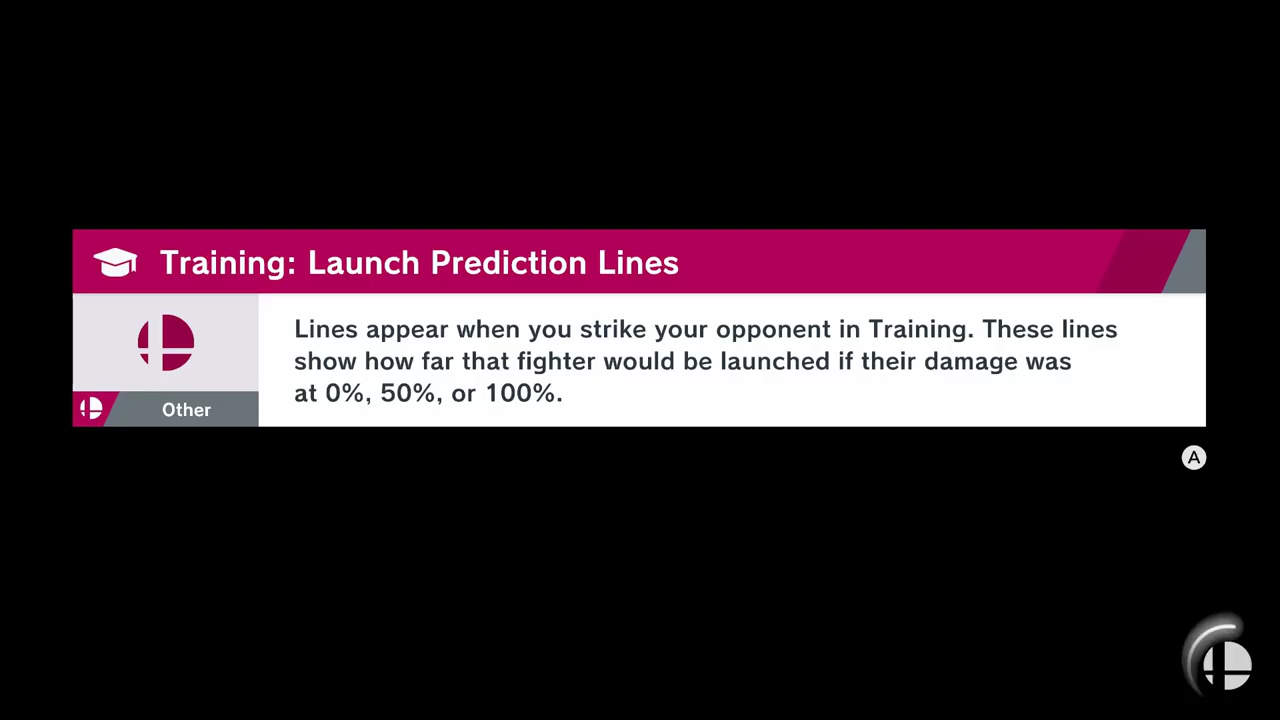 Training: Launch Prediction Lines
Lines appear when you strike your opponent in Training. These lines
show how far that fighter would be launched if their damage was
at 0%, 50%, or 100%.
Other
A